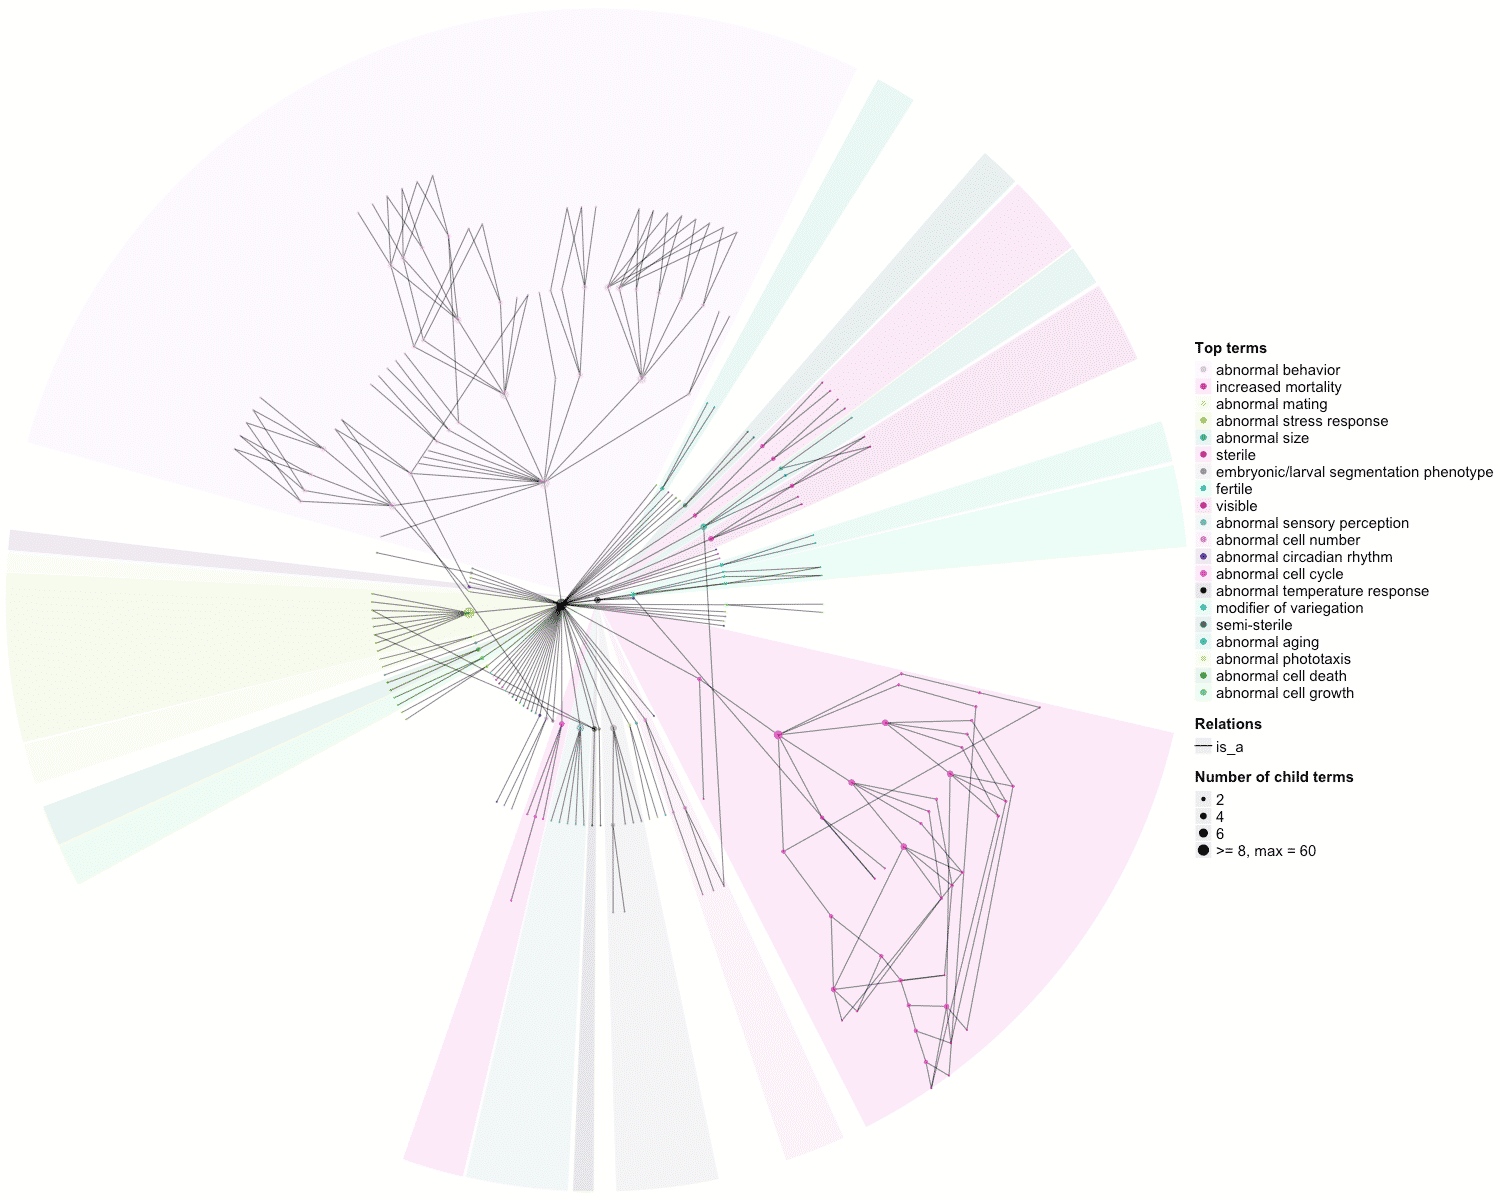 Top terms
abnormal behavior
increased mortality
abnormal mating
abnormal stress response
abnormal size
sterile
embryonic/larval segmentation phenotype
fertile
visible
abnormal sensory perception
abnormal cell number
abnormal circadian rhythm
abnormal cell cycle
abnormal temperature response
modifier of variegation
semi-sterile
abnormal aging
abnormal phototaxis
abnormal cell death
abnormal cell growth
Relations
is_a
Number of child terms
2
4
6
>= 8, max = 60